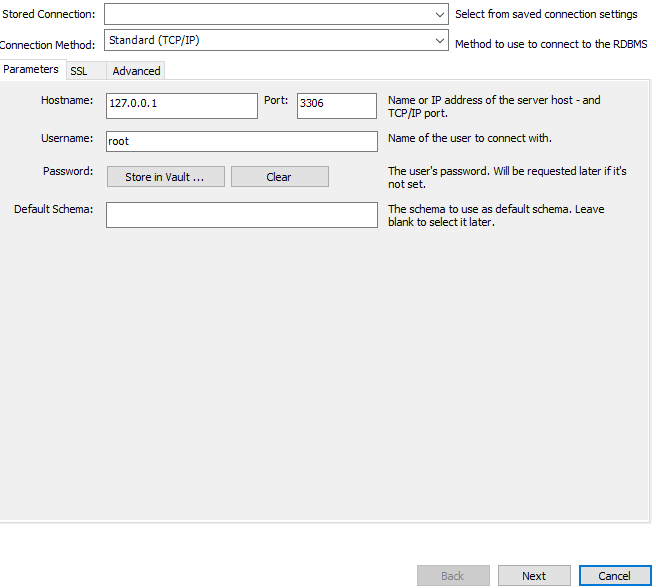 Stored Connection: Select from saved connection settings
Connection Method: Standard (TCP/IP) Method to use to connect to the RDBMS
Parameters SSL Advanced
Hostname: 127.0.0.1 Port: 3306 Name or IP address of the server host - and
TCP/IP port.
Username: root Name of the user to connect with.
Password: Store in Vault ... Clear The user's password. Will be requested later if it's
not set.
Default Schema: The schema to use as default schema. Leave
blank to select it later.
Back Next Cancel